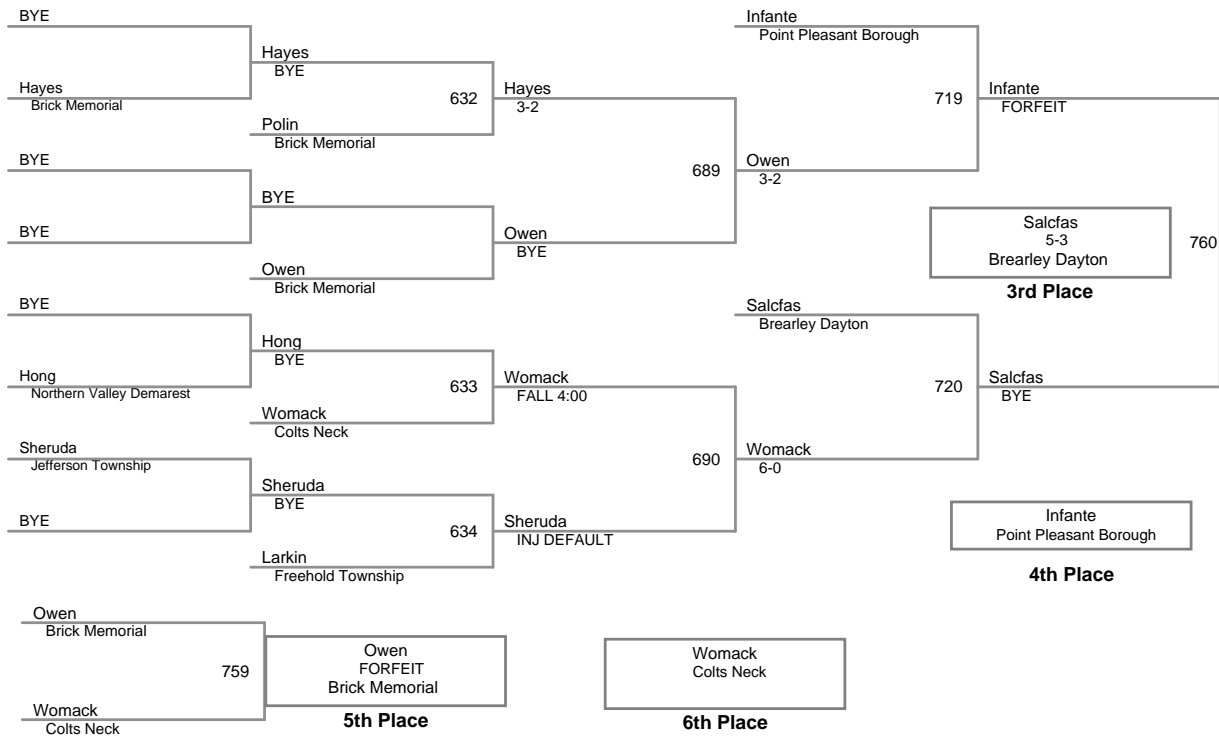 BYE
Hayes
Brick Memorial
BYE
BYE
BYE
Hong
Northern Valley Demarest
Sheruda
Jefferson Township
BYE
Hayes
BYE
632
Polin
Brick Memorial
BYE
Owen
Brick Memorial
Hong
BYE
633
Womack
Colts Neck
Sheruda
BYE
634
Larkin
Freehold Township
Hayes
3-2
689
Owen
BYE
Womack
FALL 4:00
690
Sheruda
INJ DEFAULT
Infante
Point Pleasant Borough
719
Owen
3-2
Salcfas
Brearley Dayton
720
Womack
6-0
Infante
FORFEIT
760
Salcfas
BYE
Salcfas
5-3
Brearley Dayton
3rd Place
Infante
Point Pleasant Borough
4th Place
Owen
Brick Memorial
759
Womack
Colts Neck
Owen
FORFEIT
Brick Memorial
5th Place
Womack
Colts Neck
6th Place